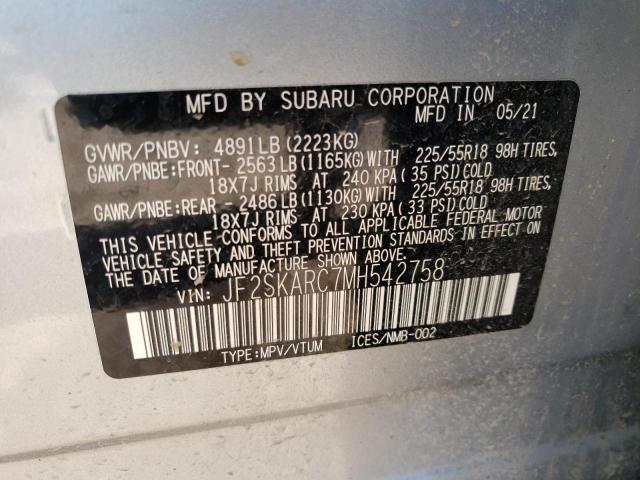 MFD BY SUBARU CORPORATION
MFD IN 05/21
GVWR/PNBV: 4891LB (2223KG)
GAWR/PNBE:FRONT- 2563LB (1165KG) WITH 225/55R18 98H TIRES,
18X7J RIMS AT 240 KPA ( 35 PSI) COLD
GAWR/PNBE:REAR - 2486LB (1130KG) WITH 225/55R18 98H TIRES,
18X7J RIMS AT 230 KPA ( 33 PSI) COLD
THIS VEHICLE CONFORMS TO ALL APPLICABLE FEDERAL MOTOR
VEHICLE SAFETY AND THEFT PREVENTION STANDARDS
IN EFFECT ON THE DATE OF MANUFACTURE SHOWN ABOVE.
VIN: JF2SKARC7MH542758
TYPE:MPV/VTUM ICES/NMB-002